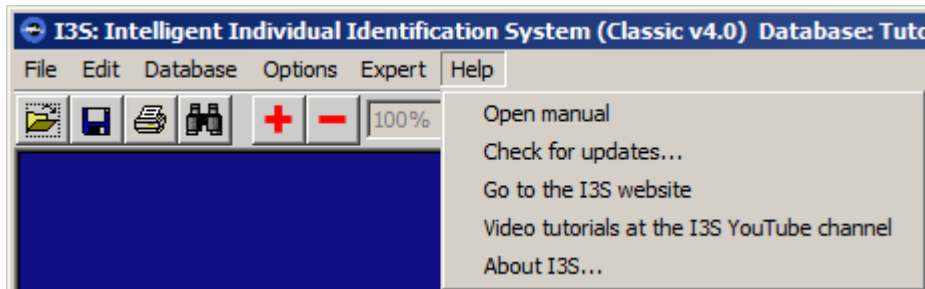 I3S: Intelligent Individual Identification System (Classic v4.0) Database: Tuto
File Edit Database Options Expert Help
100%
Open manual
Check for updates...
Go to the I3S website
Video tutorials at the I3S YouTube channel
About I3S...